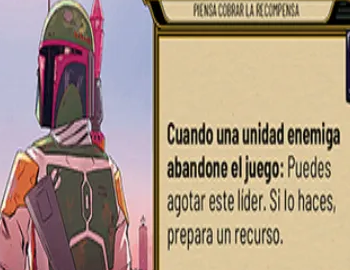 PIENSA COBRAR LA RECOMPENSA
Cuando una unidad enemiga
abandone el juego: Puedes
agotar este líder. Si lo haces,
prepara un recurso.